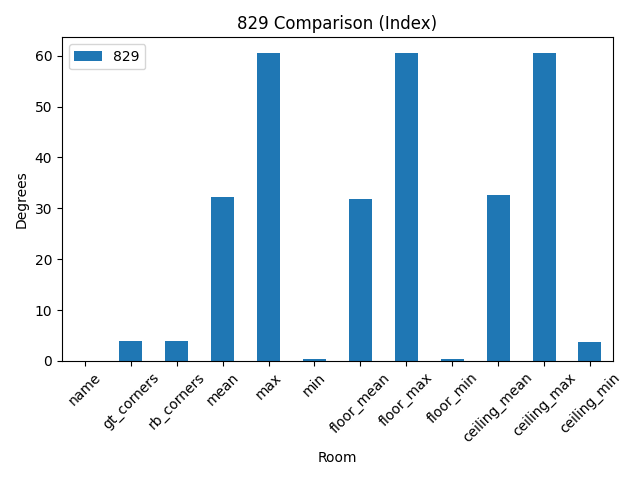 829 Comparison (Index)
829
Degrees
60
50
40
30
20
10
0
name
gt_corners
rb_corners
mean
max
min
floor_mean
floor_max
floor_min
ceiling_mean
ceiling_max
ceiling_min
Room